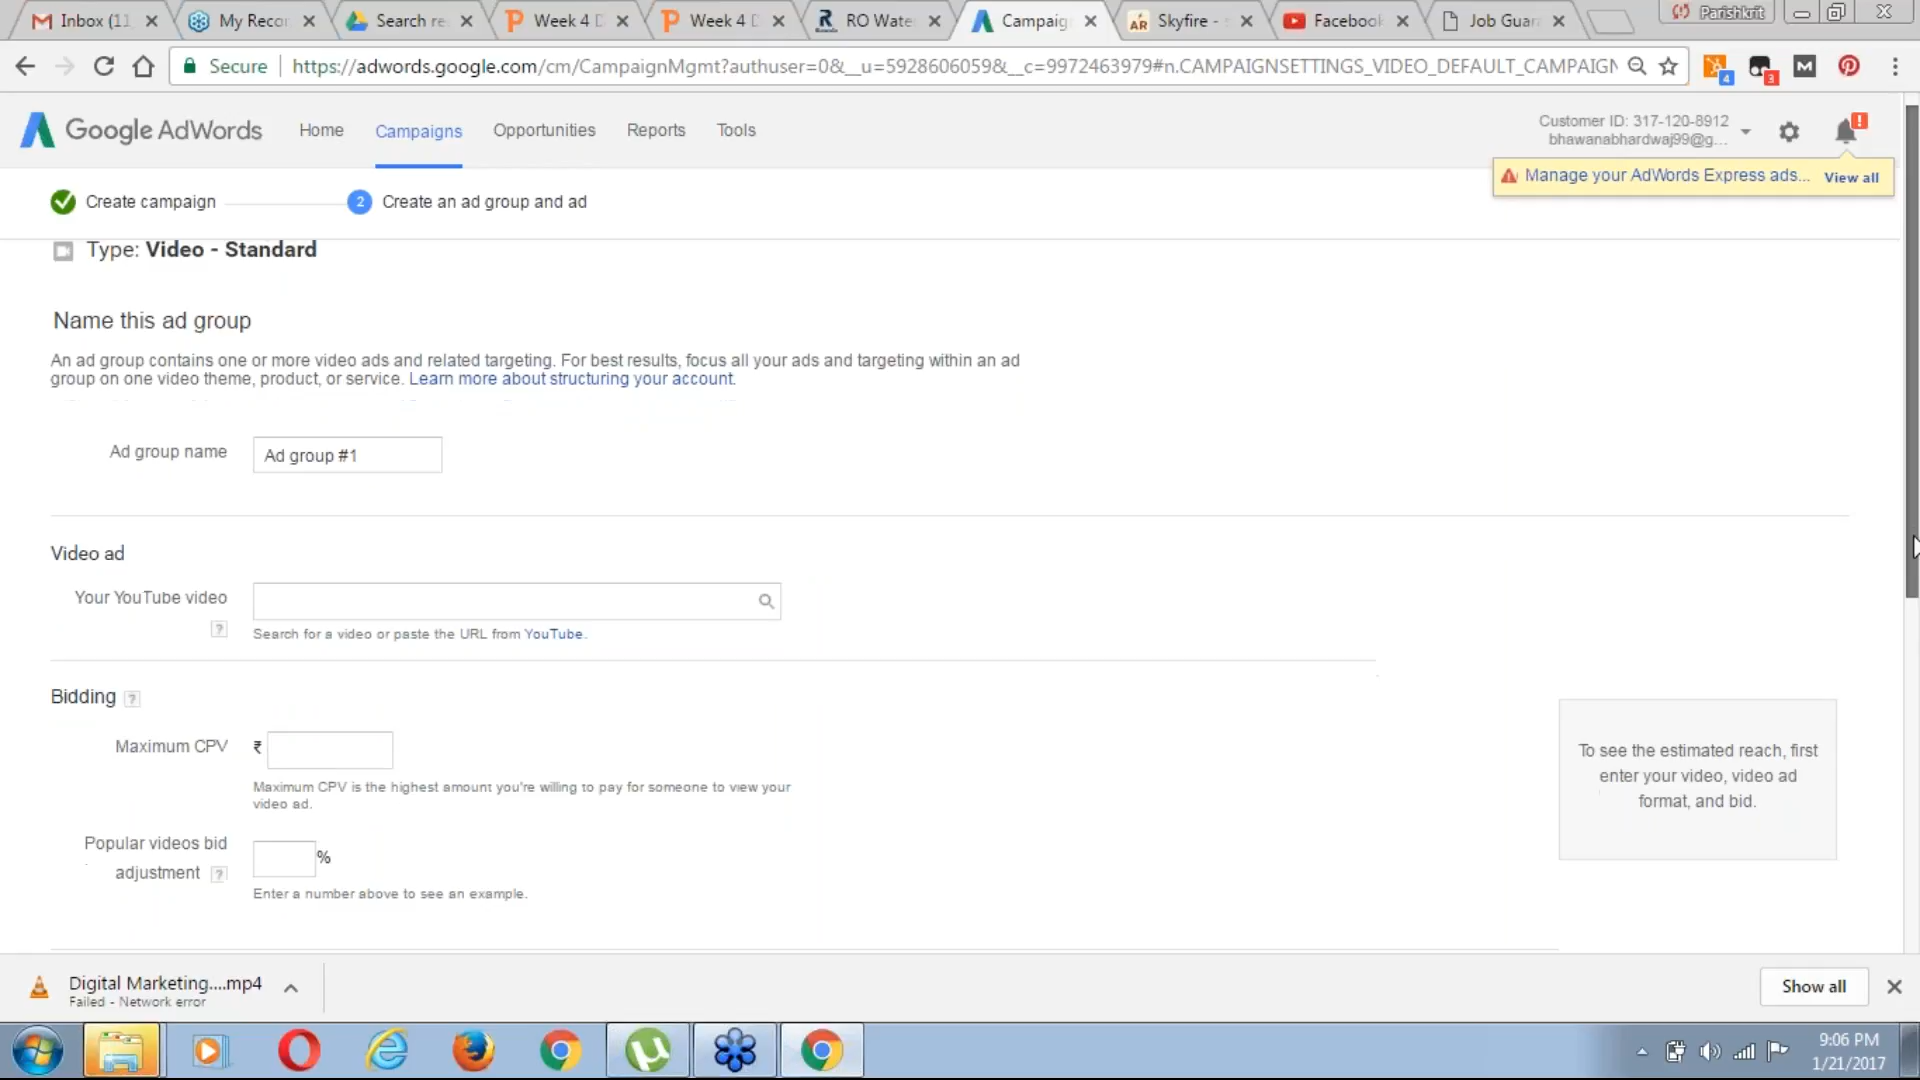 Inbox (11
My Recor
Search re
Week 4 D
Week 4 D
RO Wate
Campaig
Skyfire -
Facebook
Job Guar
Parishkrit
Secure
https://adwords.google.com/cm/CampaignMgmt?authuser=0&__u=5928606059&__c=9972463979#n.CAMPAIGNSETTINGS_VIDEO_DEFAULT_CAMPAIGN
4
3
Google AdWords
Home
Campaigns
Opportunities
Reports
Tools
Customer ID: 317-120-8912
bhawanabhardwaj99@g...
Manage your AdWords Express ads... View all
Create campaign
2 Create an ad group and ad
Type: Video - Standard
Name this ad group
An ad group contains one or more video ads and related targeting. For best results, focus all your ads and targeting within an ad
group on one video theme, product, or service. Learn more about structuring your account.
Ad group name
Ad group #1
Video ad
Your YouTube video
?
Search for a video or paste the URL from YouTube.
Bidding ?
Maximum CPV ₹
Maximum CPV is the highest amount you're willing to pay for someone to view your
video ad.
Popular videos bid
adjustment ?
%
Enter a number above to see an example.
To see the estimated reach, first
enter your video, video ad
format, and bid.
Digital Marketing....mp4
Failed - Network error
Show all
9:06 PM
1/21/2017